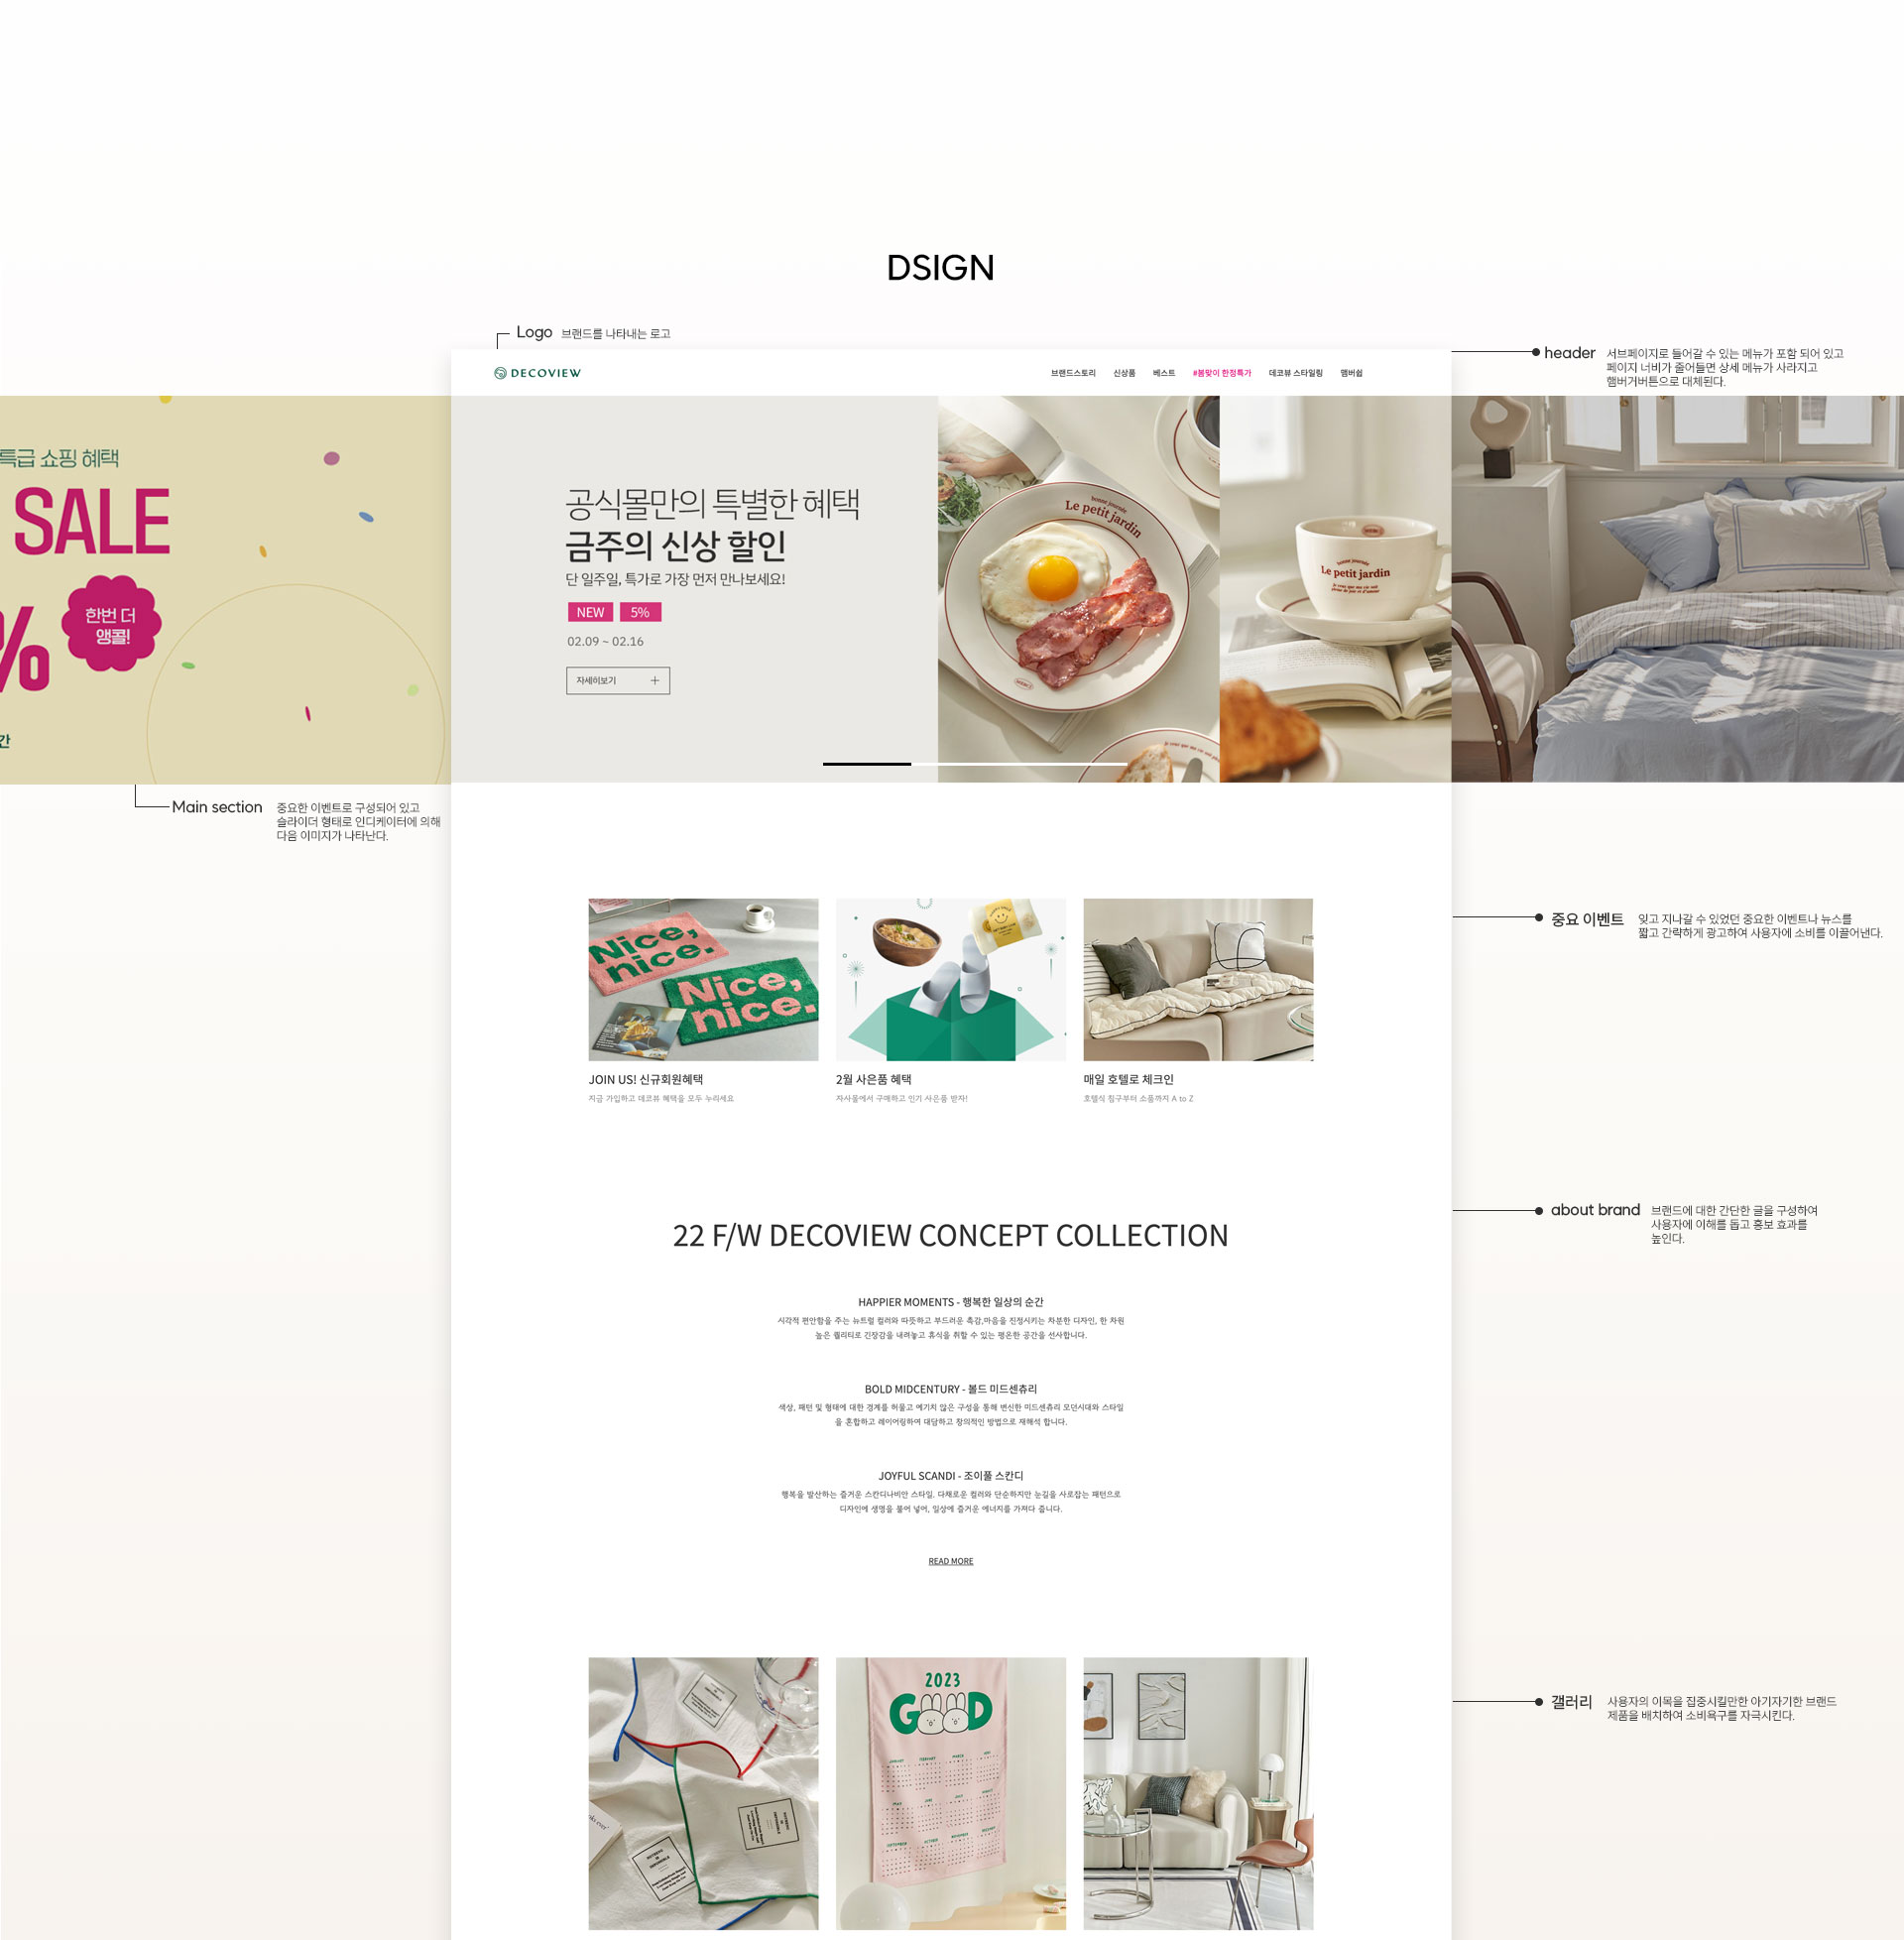 DSIGN
Logo 브랜드를 나타내는 로고
header 서브페이지로 들어갈 수 있는 메뉴가 포함 되어 있고
페이지 너비가 줄어들면 상세 메뉴가 사라지고
햄버거버튼으로 대체된다.
DECOVIEW
브랜드스토리 신상품 베스트 #봄맞이 한정특가 데코뷰 스타일링 멤버쉽
특급 쇼핑 혜택
SALE
%
한번 더
앵콜!
간
공식몰만의 특별한 혜택
금주의 신상 할인
단 일주일, 특가로 가장 먼저 만나보세요!
NEW 5%
02.09 ~ 02.16
자세이보기 +
bonne journée
Le petit jardin
bonne journée
Le petit jardin
Main section 중요한 이벤트로 구성되어 있고
슬라이더 형태로 인디케이터에 의해
다음 이미지가 나타난다.
중요 이벤트 잊고 지나갈 수 있었던 중요한 이벤트나 뉴스를
짧고 간략하게 광고하여 사용자에 소비를 이끌어낸다.
Nice,
nice.
Nice,
nice.
JOIN US! 신규회원혜택
지금 가입하고 데코뷰 혜택을 모두 누리세요
2월 사은품 혜택
자사몰에서 구매하고 인기 사은품 받자!
매일 호텔로 체크인
호텔식 침구부터 소품까지 A to Z
about brand 브랜드에 대한 간단한 글을 구성하여
사용자에 이해를 돕고 홍보 효과를
높인다.
22 F/W DECOVIEW CONCEPT COLLECTION
HAPPIER MOMENTS - 행복한 일상의 순간
시각적 편안함을 주는 뉴트럴 컬러와 따뜻하고 부드러운 촉감,마음을 진정시키는 차분한 디자인, 한 차원
높은 퀄리티로 긴장감을 내려놓고 휴식을 취할 수 있는 평온한 공간을 선사합니다.
BOLD MIDCENTURY - 볼드 미드센츄리
색상, 패턴 및 형태에 대한 경계를 허물고 예기치 않은 구성을 통해 변신한 미드센츄리 모던시대와 스타일
을 혼합하고 레이어링하여 대담하고 창의적인 방법으로 재해석 합니다.
JOYFUL SCANDI - 조이풀 스칸디
행복을 발산하는 즐거운 스칸디나비안 스타일. 다채로운 컬러와 단순하지만 눈길을 사로잡는 패턴으로
디자인에 생명을 불어 넣어, 일상에 즐거운 에너지를 가져다 줍니다.
READ MORE
갤러리 사용자의 이목을 집중시킬만한 아기자기한 브랜드
제품을 배치하여 소비욕구를 자극시킨다.
2023
GOOD